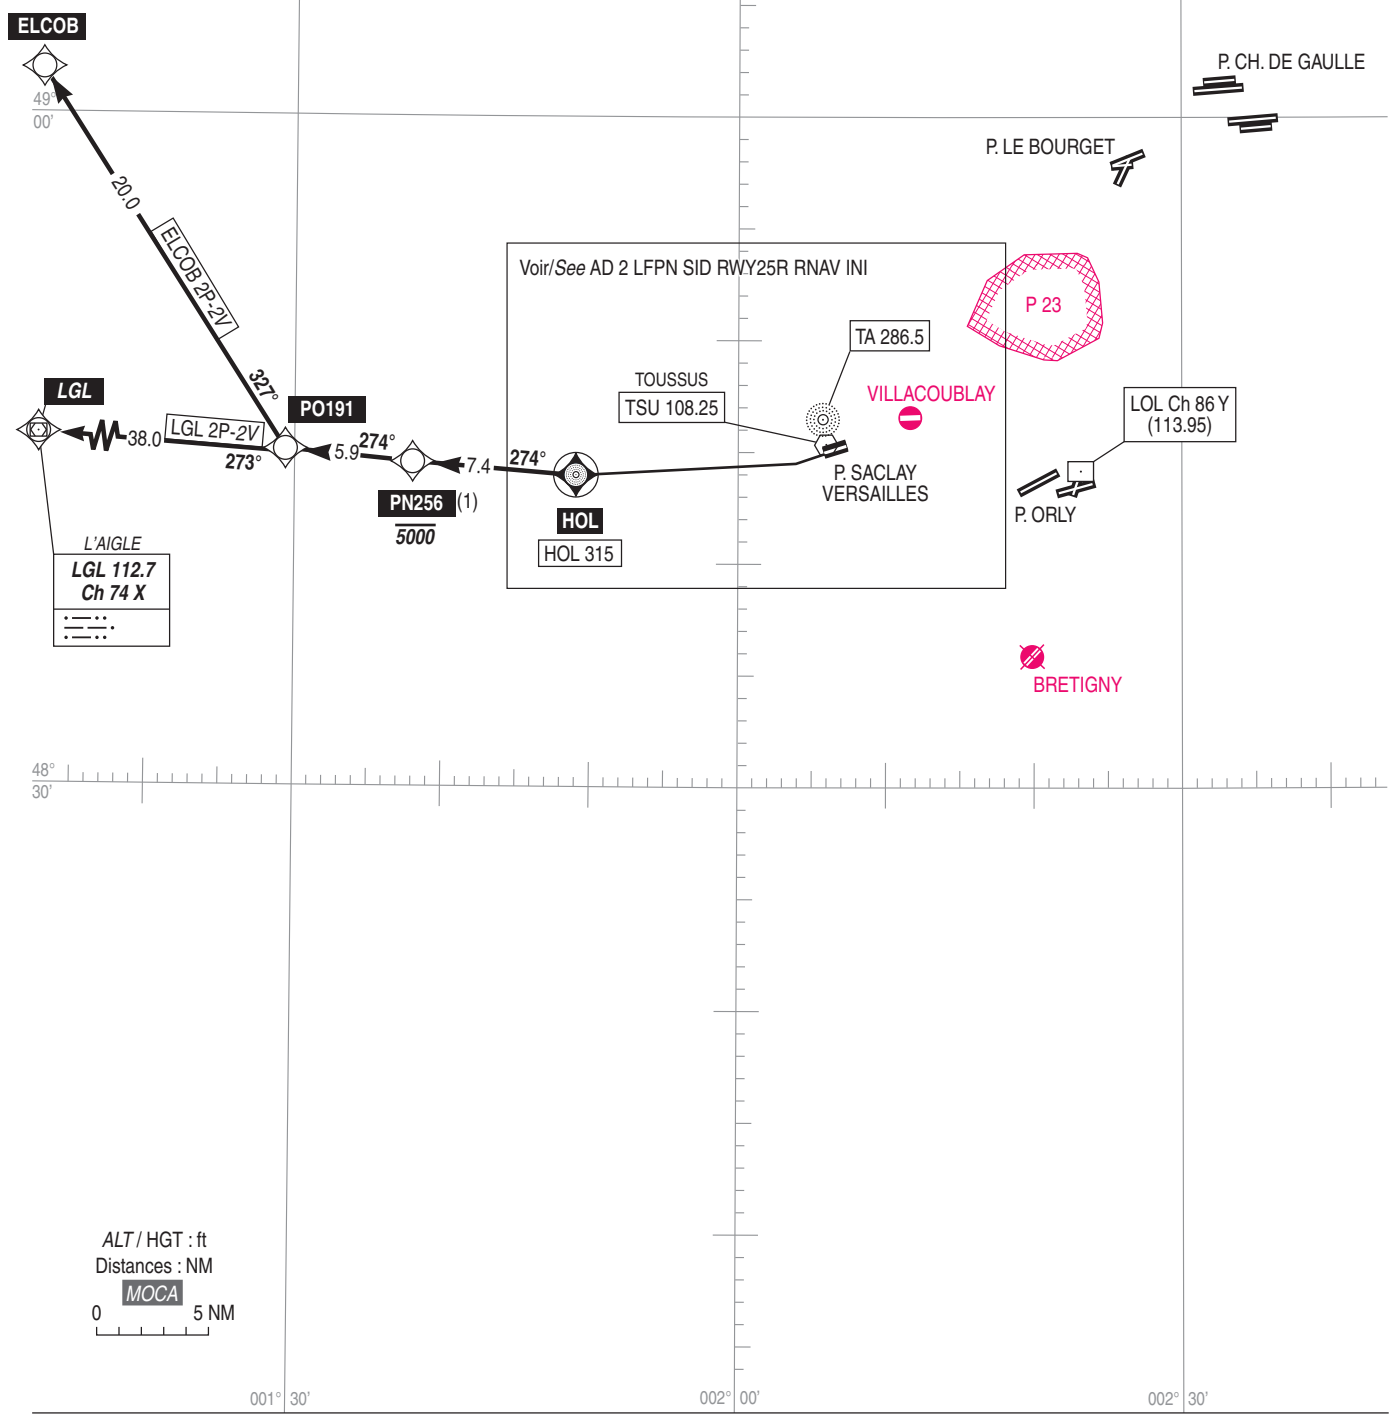 ELCOB
49°
00'
P. CH. DE GAULLE
P. LE BOURGET
20.0
ELCOB 2P-2V
327°
Voir/See AD 2 LFPN SID RWY25R RNAV INI
P 23
TA 286.5
TOUSSUS
TSU 108.25
VILLACOUBLAY
LOL Ch 86 Y
(113.95)
LGL
PO191
38.0
LGL 2P-2V
273°
5.9
274°
7.4
274°
PN256 (1)
5000
HOL
HOL 315
P. SACLAY
VERSAILLES
P. ORLY
L'AIGLE
LGL 112.7
Ch 74 X
BRETIGNY
48°
30'
ALT / HGT : ft
Distances : NM
MOCA
0 5 NM
001° 30'
002° 00'
002° 30'